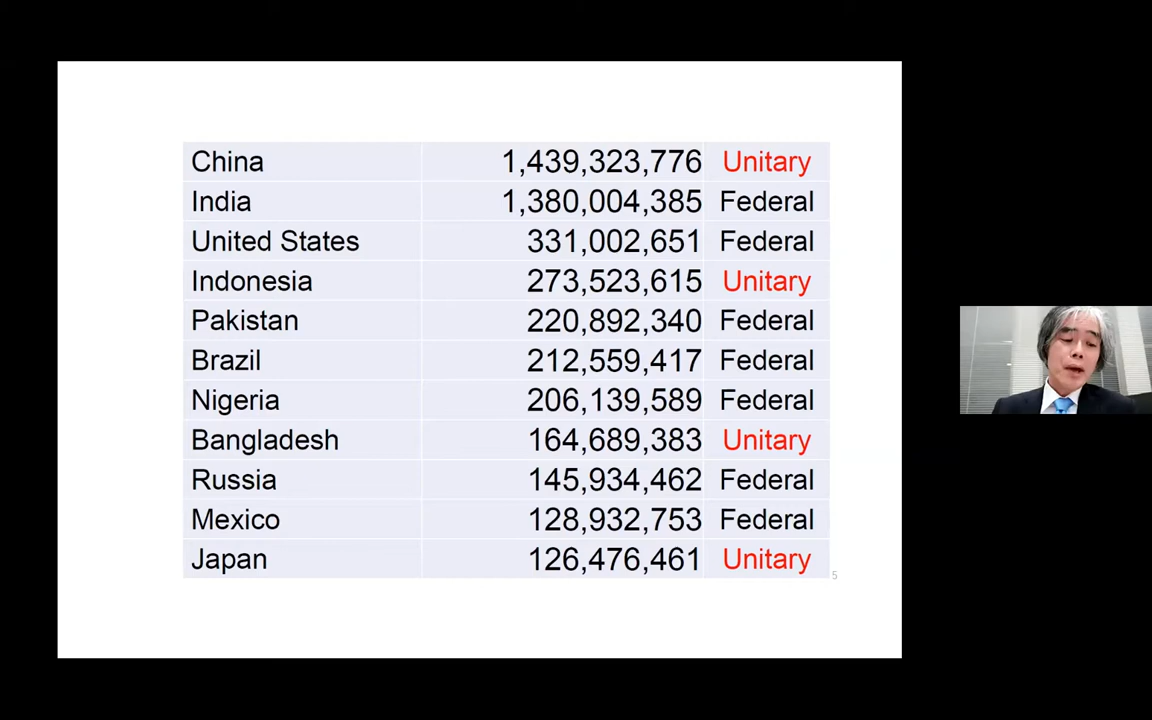 China 1,439,323,776 Unitary
India 1,380,004,385 Federal
United States 331,002,651 Federal
Indonesia 273,523,615 Unitary
Pakistan 220,892,340 Federal
Brazil 212,559,417 Federal
Nigeria 206,139,589 Federal
Bangladesh 164,689,383 Unitary
Russia 145,934,462 Federal
Mexico 128,932,753 Federal
Japan 126,476,461 Unitary
5